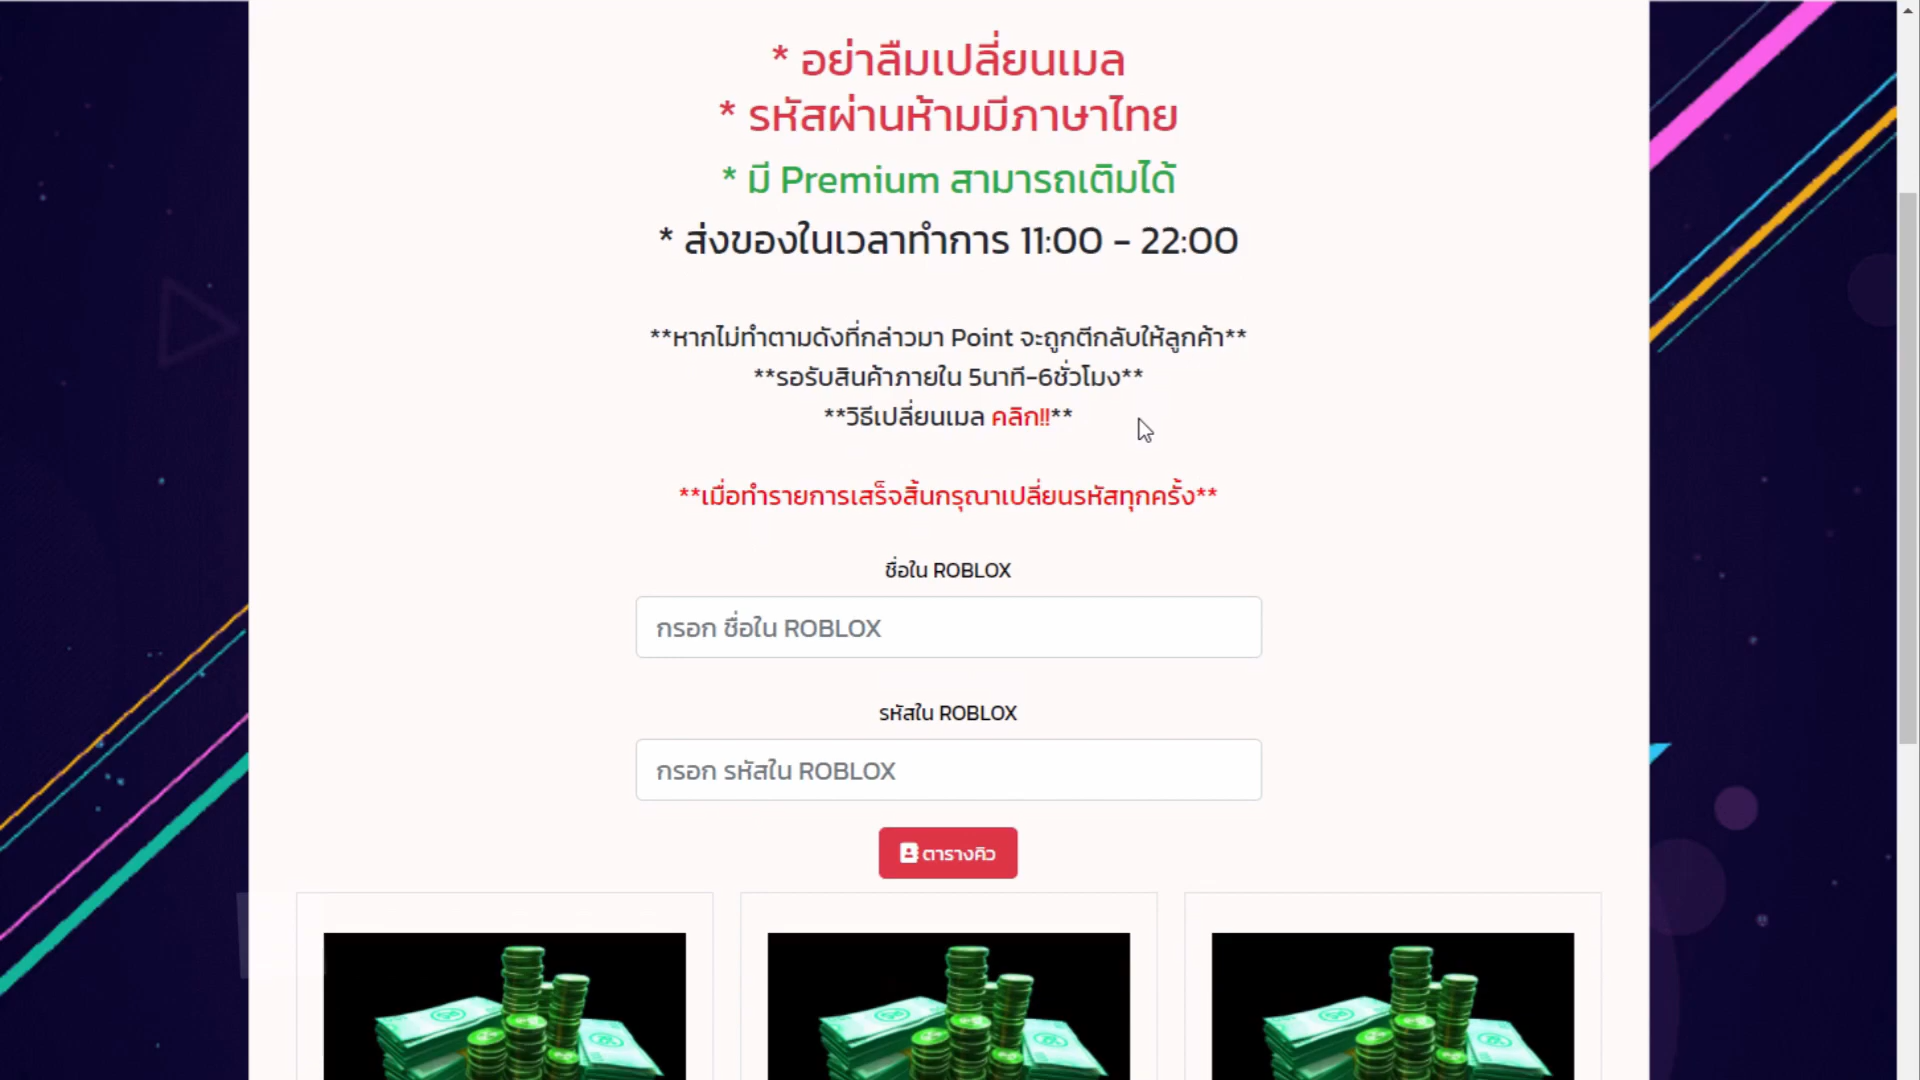 * อย่าลืมเปลี่ยนเมล
* รหัสผ่านห้ามมีภาษาไทย
* มี Premium สามารถเติมได้
* ส่งของในเวลาทำการ 11:00 - 22:00
**หากไม่ทำตามดังที่กล่าวมา Point จะถูกตีกลับให้ลูกค้า**
**รอรับสินค้าภายใน 5นาที-6ชั่วโมง**
**วิธีเปลี่ยนเมล คลิก!!**
**เมื่อทำรายการเสร็จสิ้นกรุณาเปลี่ยนรหัสทุกครั้ง**
ชื่อใน ROBLOX
กรอก ชื่อใน ROBLOX
รหัสใน ROBLOX
กรอก รหัสใน ROBLOX
ตารางคิว